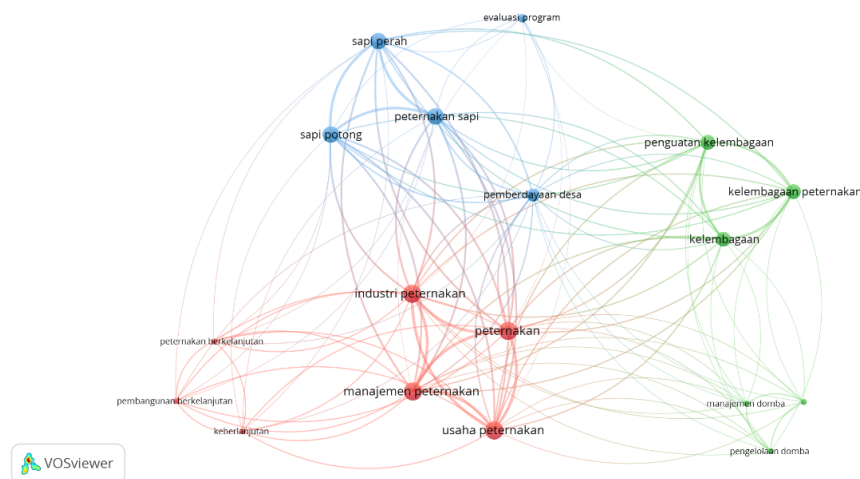 evaluasi program
sapi perah
peternakan sapi
sapi potong
penguatan kelembagaan
kelembagaan peternakan
pemberdayaan desa
kelembagaan
industri peternakan
peternakan
peternakan berkelanjutan
manajemen peternakan
pembangunan berkelanjutan
manajemen domba
keberlanjutan
usaha peternakan
pengelolaan domba
VOSviewer